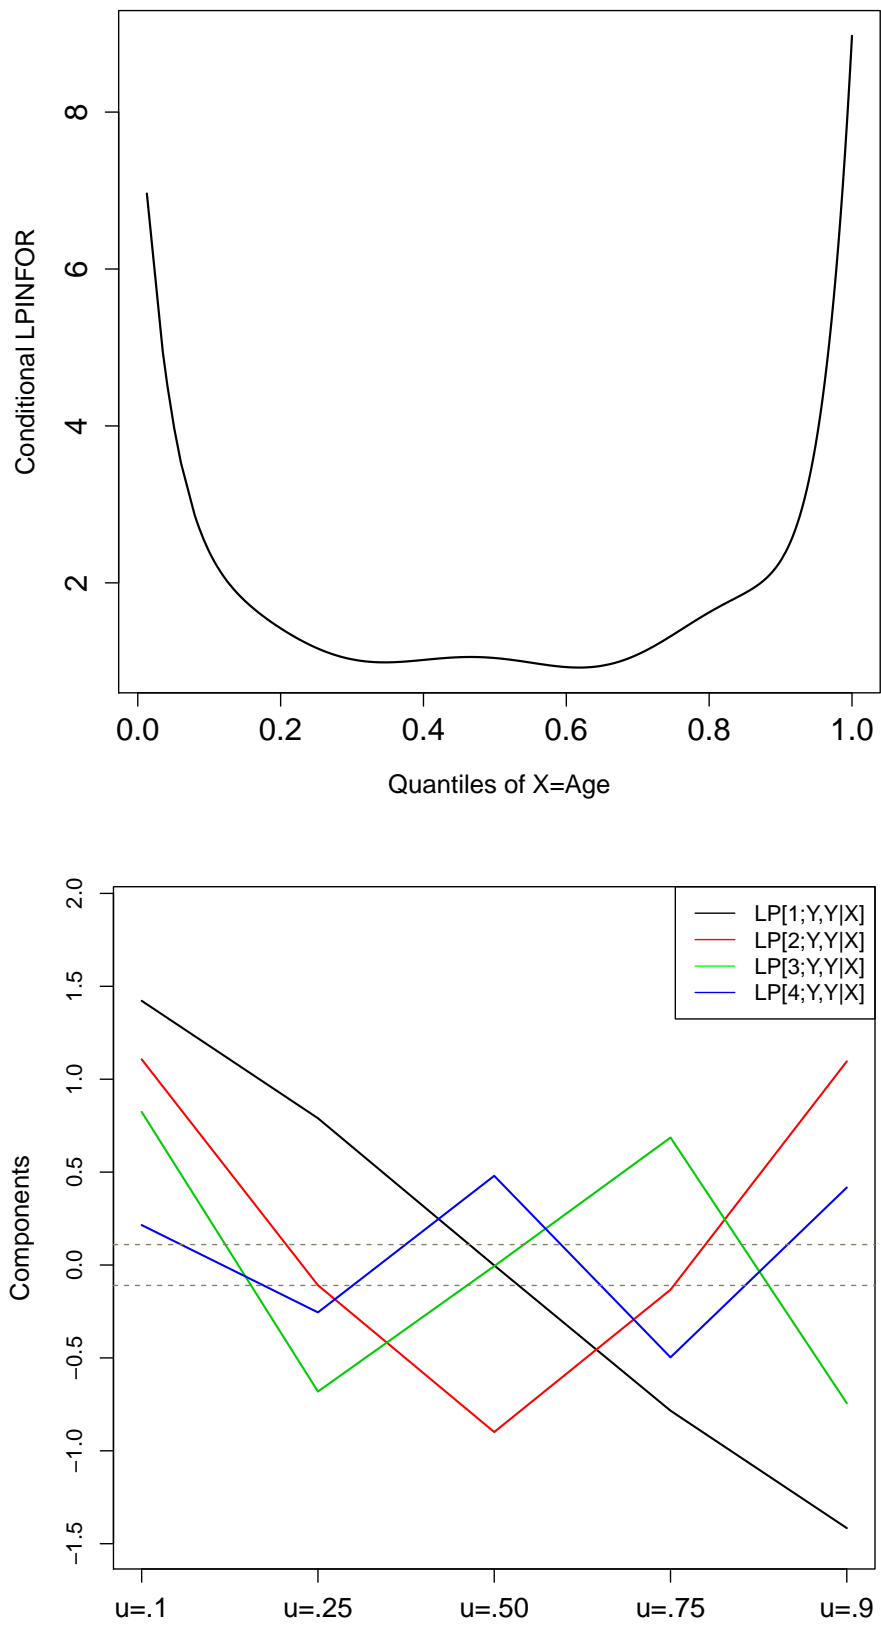 Conditional LPINFOR
8
6
4
2
0.0 0.2 0.4 0.6 0.8 1.0
Quantiles of X=Age
Components
2.0
1.5
1.0
0.5
0.0
−0.5
−1.0
−1.5
LP[1;Y,Y|X]
LP[2;Y,Y|X]
LP[3;Y,Y|X]
LP[4;Y,Y|X]
u=.1 u=.25 u=.50 u=.75 u=.9